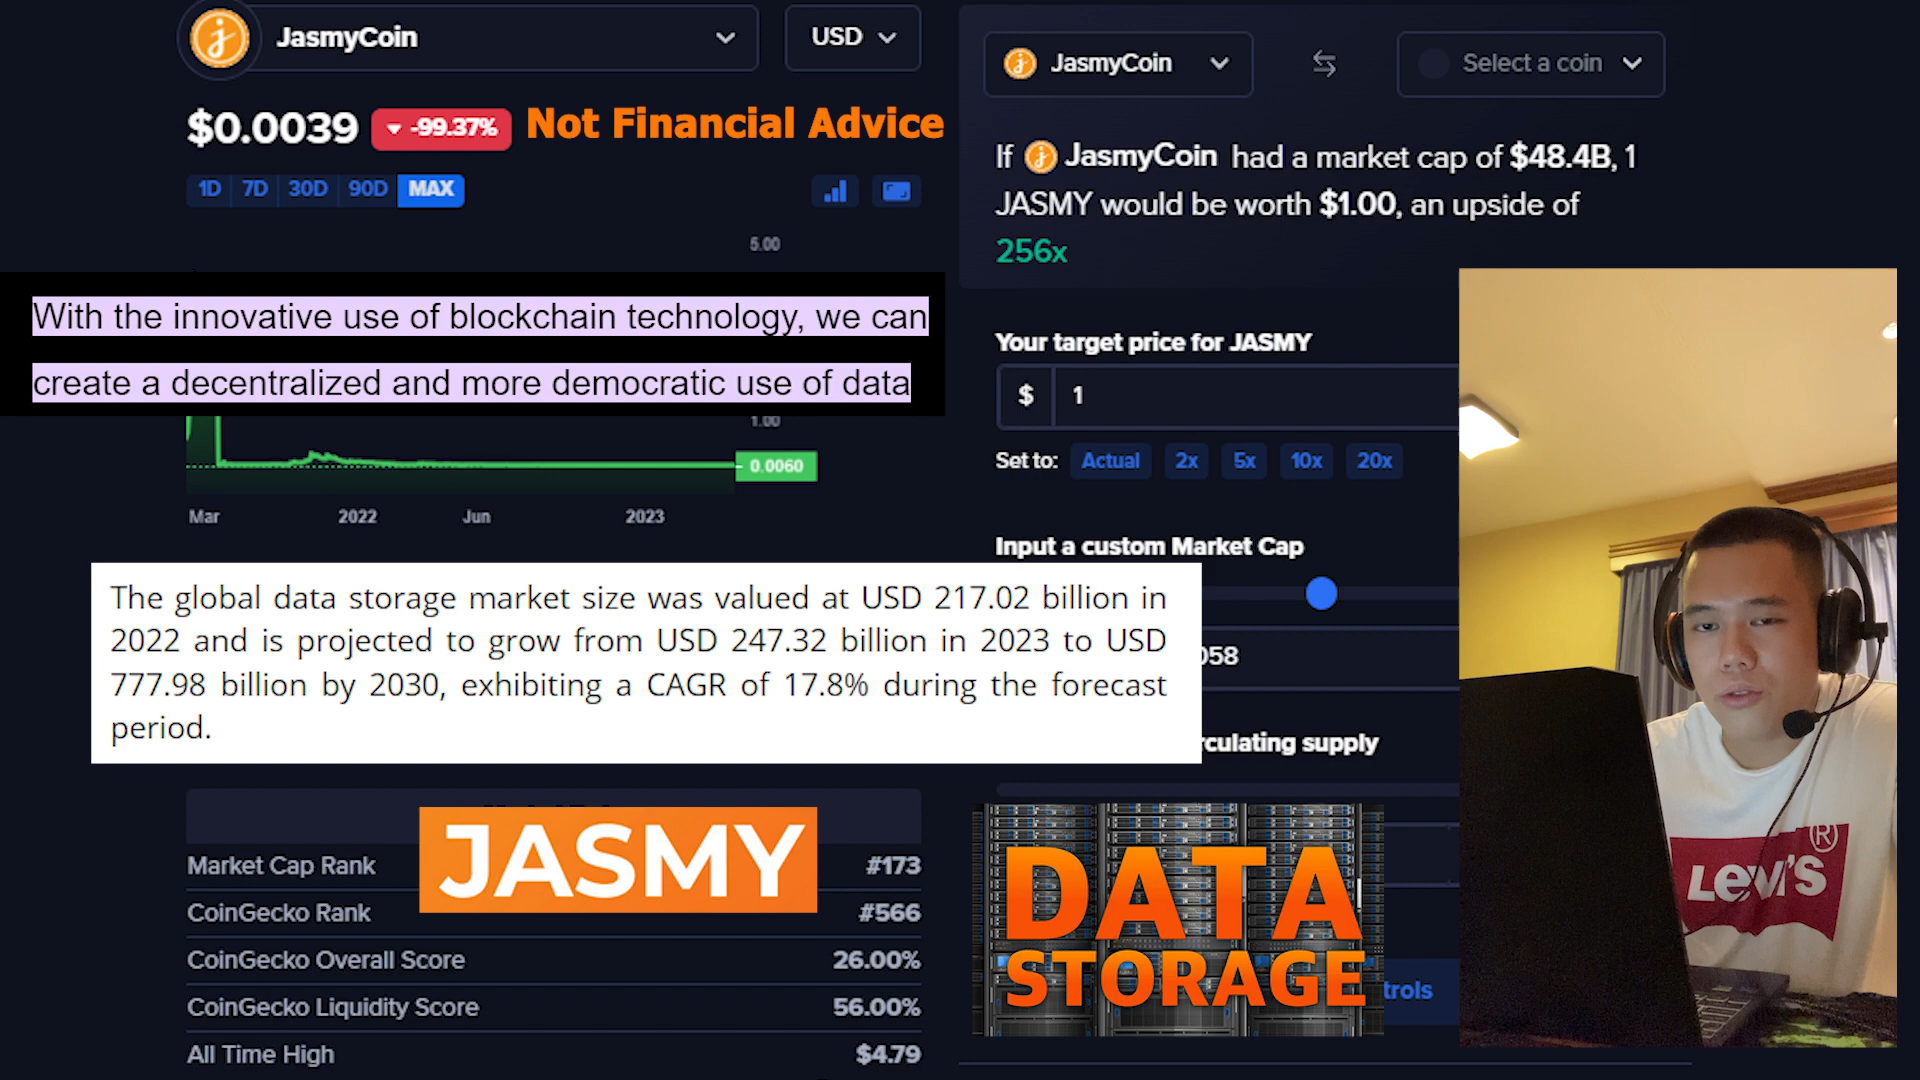 JasmyCoin
USD
$0.0039
-99.37%
Not Financial Advice
1D 7D 30D 90D MAX
5.00
With the innovative use of blockchain technology, we can
create a decentralized and more democratic use of data
1.00
0.0060
Mar 2022 Jun 2023
The global data storage market size was valued at USD 217.02 billion in
2022 and is projected to grow from USD 247.32 billion in 2023 to USD
777.98 billion by 2030, exhibiting a CAGR of 17.8% during the forecast
period.
JASMY
Market Cap Rank #173
CoinGecko Rank #566
CoinGecko Overall Score 26.00%
CoinGecko Liquidity Score 56.00%
All Time High $4.79
JasmyCoin
Select a coin
If JasmyCoin had a market cap of $48.4B, 1
JASMY would be worth $1.00, an upside of
256x
Your target price for JASMY
$ 1
Set to: Actual 2x 5x 10x 20x
Input a custom Market Cap
058
rculating supply
DATA
STORAGE
trols
Levi's
®